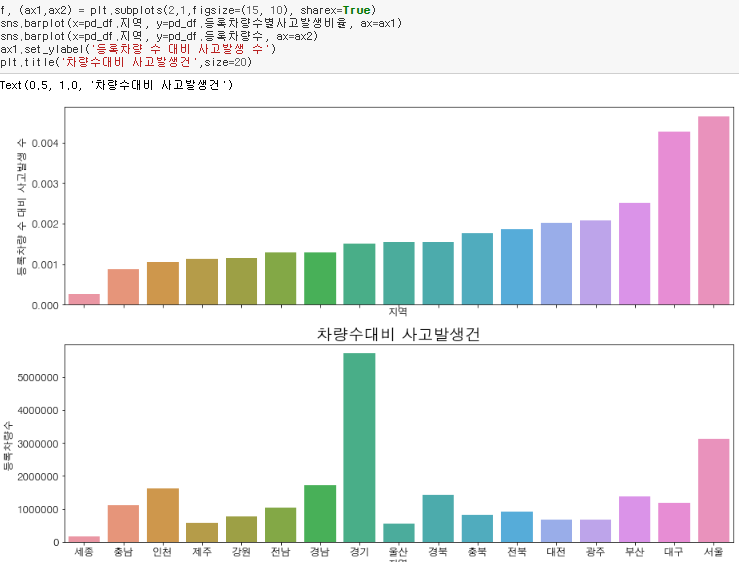 f, (ax1,ax2) = plt.subplots(2,1,figsize=(15, 10), sharex=True)
sns.barplot(x=pd_df.지역, y=pd_df.등록차량수별사고발생비율, ax=ax1)
sns.barplot(x=pd_df.지역, y=pd_df.등록차량수, ax=ax2)
ax1.set_ylabel('등록차량 수 대비 사고발생 수')
plt.title('차량수대비 사고발생건',size=20)
Text(0.5, 1.0, '차량수대비 사고발생건')
등록차량 수 대비 사고발생 수
0.004
0.003
0.002
0.001
0.000
지역
차량수대비 사고발생건
등록차량수
5000000
4000000
3000000
2000000
1000000
0
세종 충남 인천 제주 강원 전남 경남 경기 울산 경북 충북 전북 대전 광주 부산 대구 서울